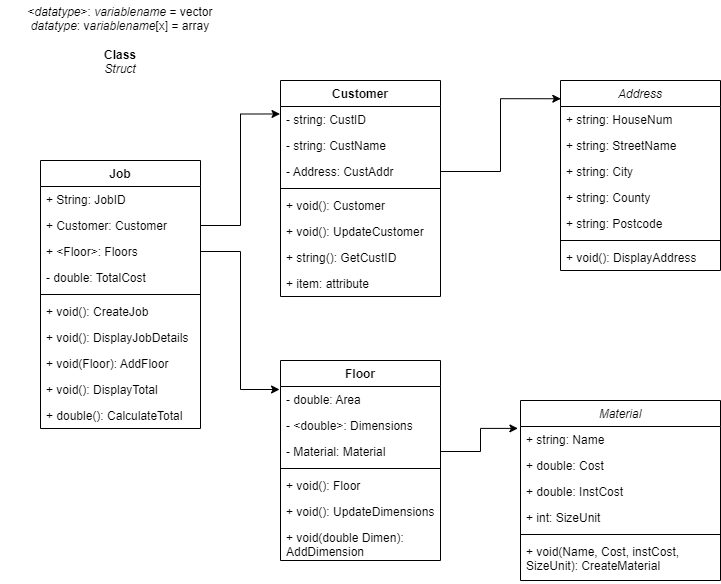 <datatype>: variablename = vector
datatype: variablename[x] = array
Class
Struct
Job
+ String: JobID
+ Customer: Customer
+ <Floor>: Floors
- double: TotalCost
+ void(): CreateJob
+ void(): DisplayJobDetails
+ void(Floor): AddFloor
+ void(): DisplayTotal
+ double(): CalculateTotal
Customer
- string: CustID
- string: CustName
- Address: CustAddr
+ void(): Customer
+ void(): UpdateCustomer
+ string(): GetCustID
+ item: attribute
Address
+ string: HouseNum
+ string: StreetName
+ string: City
+ string: County
+ string: Postcode
+ void(): DisplayAddress
Floor
- double: Area
- <double>: Dimensions
- Material: Material
+ void(): Floor
+ void(): UpdateDimensions
+ void(double Dimen):
AddDimension
Material
+ string: Name
+ double: Cost
+ double: InstCost
+ int: SizeUnit
+ void(Name, Cost, instCost,
SizeUnit): CreateMaterial